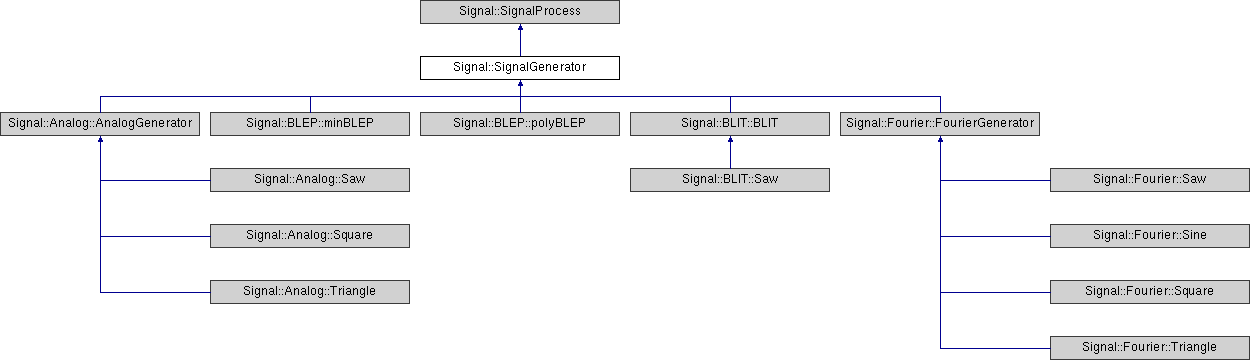 Signal::SignalProcess
Signal::SignalGenerator
Signal::Analog::AnalogGenerator
Signal::BLEP::minBLEP
Signal::BLEP::polyBLEP
Signal::BLIT::BLIT
Signal::Fourier::FourierGenerator
Signal::Analog::Saw
Signal::BLIT::Saw
Signal::Fourier::Saw
Signal::Analog::Square
Signal::Fourier::Sine
Signal::Analog::Triangle
Signal::Fourier::Square
Signal::Fourier::Triangle